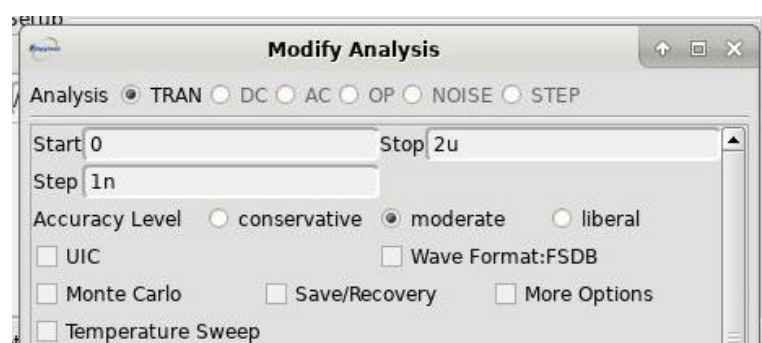 Setup
Modify Analysis
Analysis TRAN DC AC OP NOISE STEP
Start 0 Stop 2u
Step 1n
Accuracy Level conservative moderate liberal
UIC Wave Format:FSDB
Monte Carlo Save/Recovery More Options
Temperature Sweep